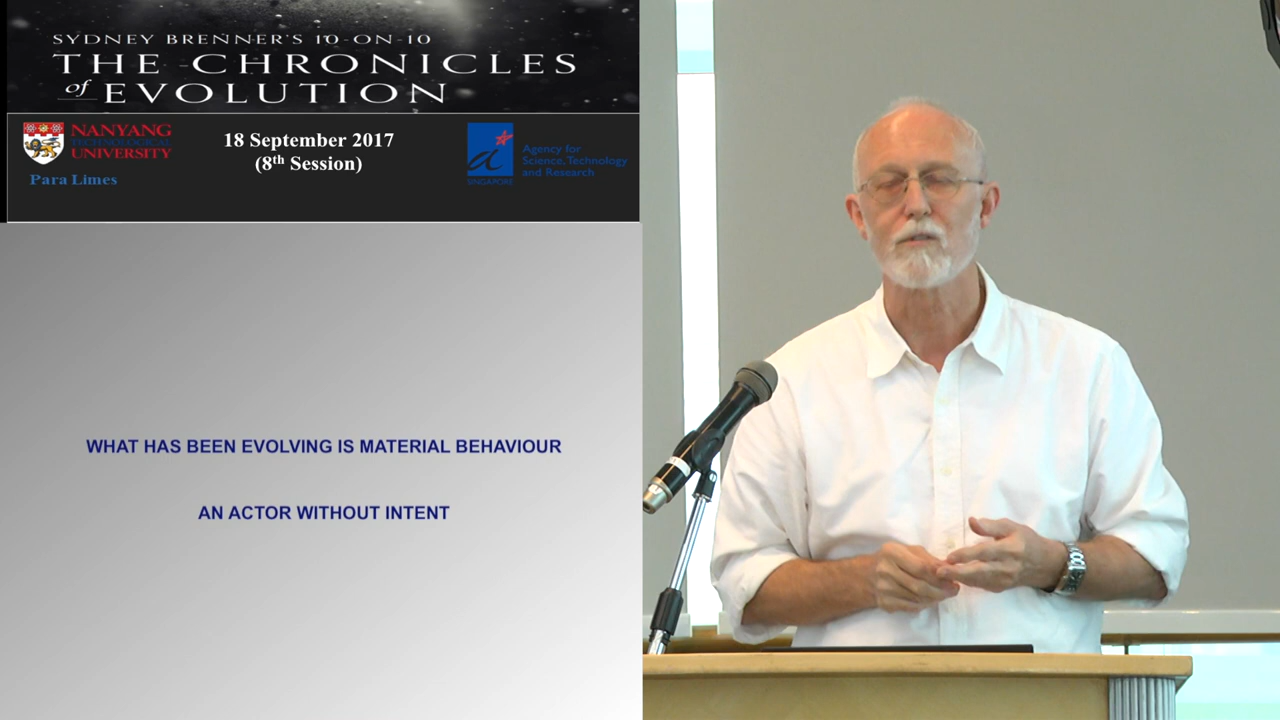 SYDNEY BRENNER'S 10-ON-10
THE CHRONICLES
of EVOLUTION
NANYANG
TECHNOLOGICAL
UNIVERSITY
Para Limes
18 September 2017
(8th Session)
a
SINGAPORE
Agency for
Science, Technology
and Research
WHAT HAS BEEN EVOLVING IS MATERIAL BEHAVIOUR
AN ACTOR WITHOUT INTENT